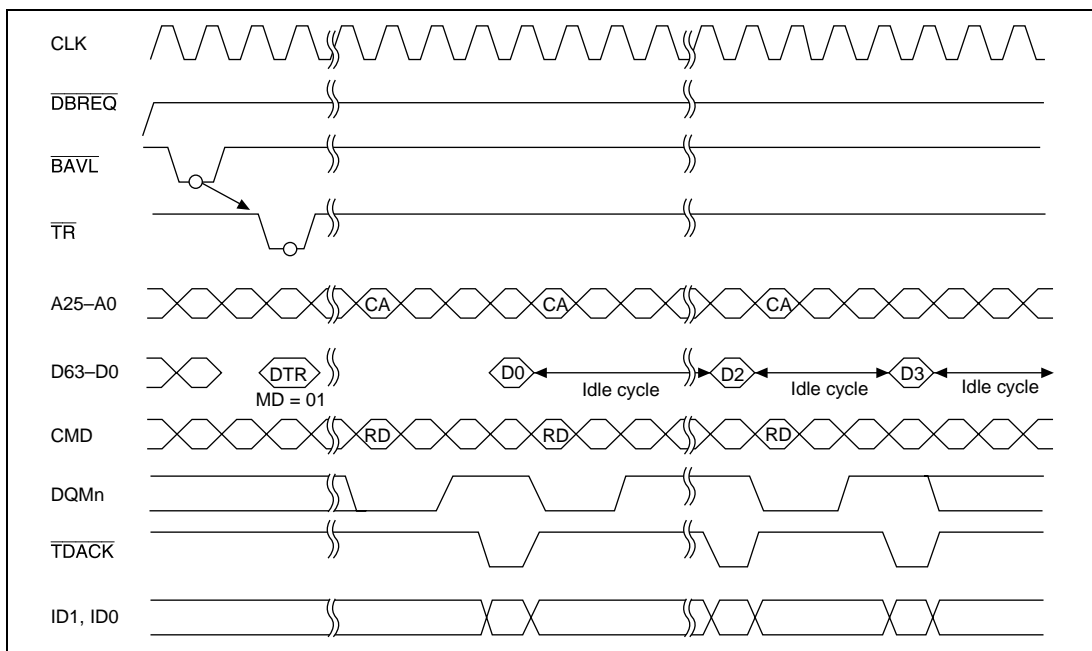 CLK
DBREQ
BAVL
TR
A25–A0 CA CA CA
D63–D0 DTR D0 Idle cycle D2 Idle cycle D3 Idle cycle
MD = 01
CMD RD RD RD
DQMn
TDACK
ID1, ID0